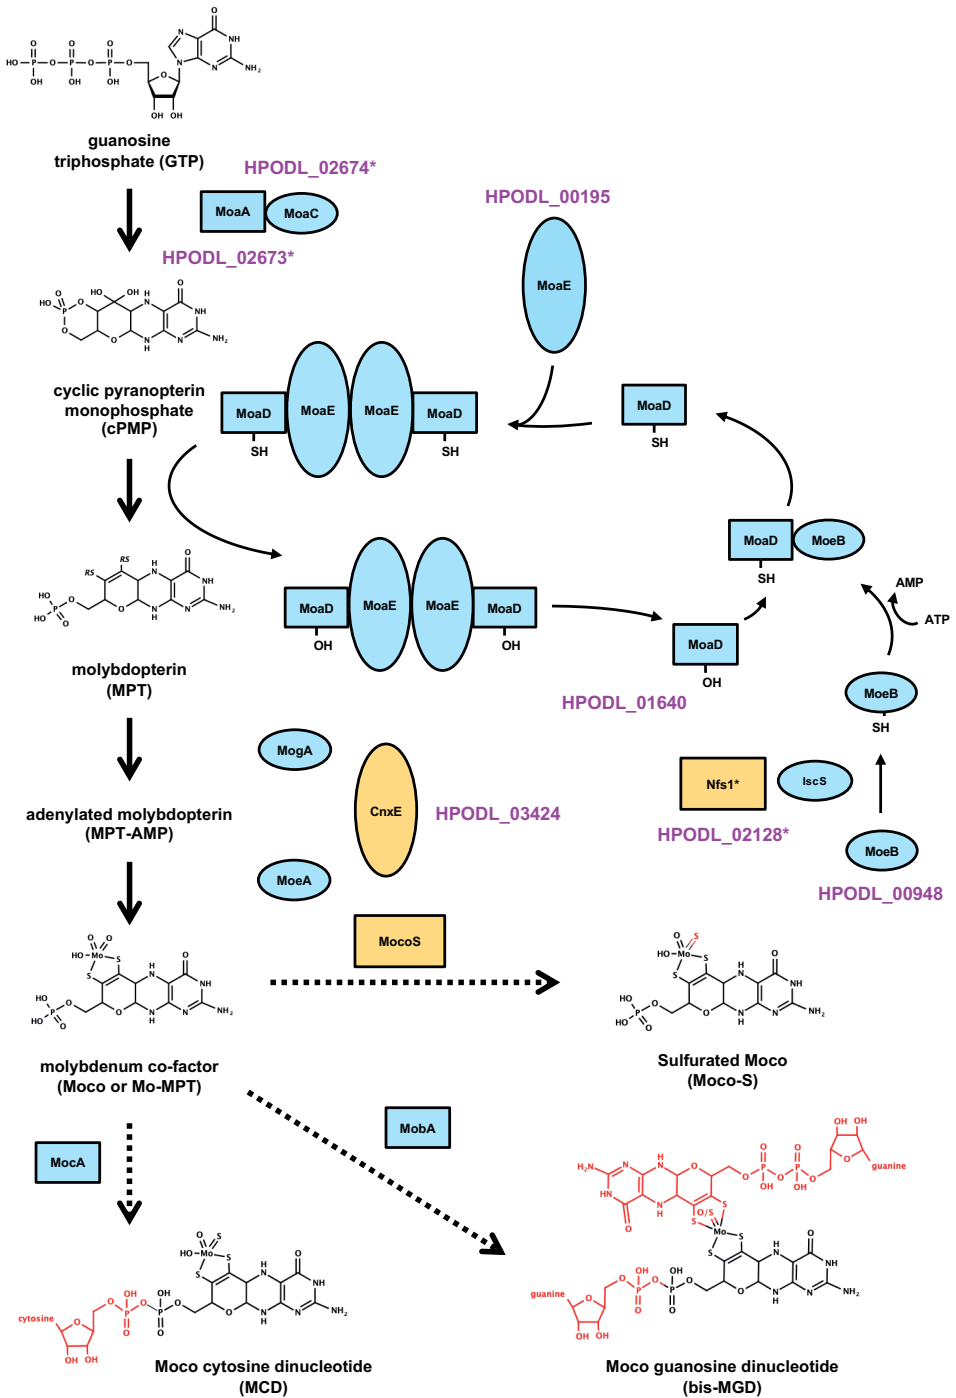 guanosine
triphosphate (GTP)
HPODL_02674*
MoaA
MoaC
HPODL_02673*
HPODL_00195
MoaE
cyclic pyranopterin
monophosphate
(cPMP)
MoaD
SH
MoaE
MoaE
MoaD
SH
MoaD
SH
MoaD
SH
MoeB
AMP
ATP
MoaD
OH
MoaE
MoaE
MoaD
OH
MoaD
OH
HPODL_01640
MoeB
SH
molybdopterin
(MPT)
MogA
CnxE
HPODL_03424
MoeA
Nfs1*
IscS
HPODL_02128*
MoeB
HPODL_00948
adenylated molybdopterin
(MPT-AMP)
MocoS
molybdenum co-factor
(Moco or Mo-MPT)
Sulfurated Moco
(Moco-S)
MocA
MobA
guanine
guanine
cytosine
Moco cytosine dinucleotide
(MCD)
Moco guanosine dinucleotide
(bis-MGD)